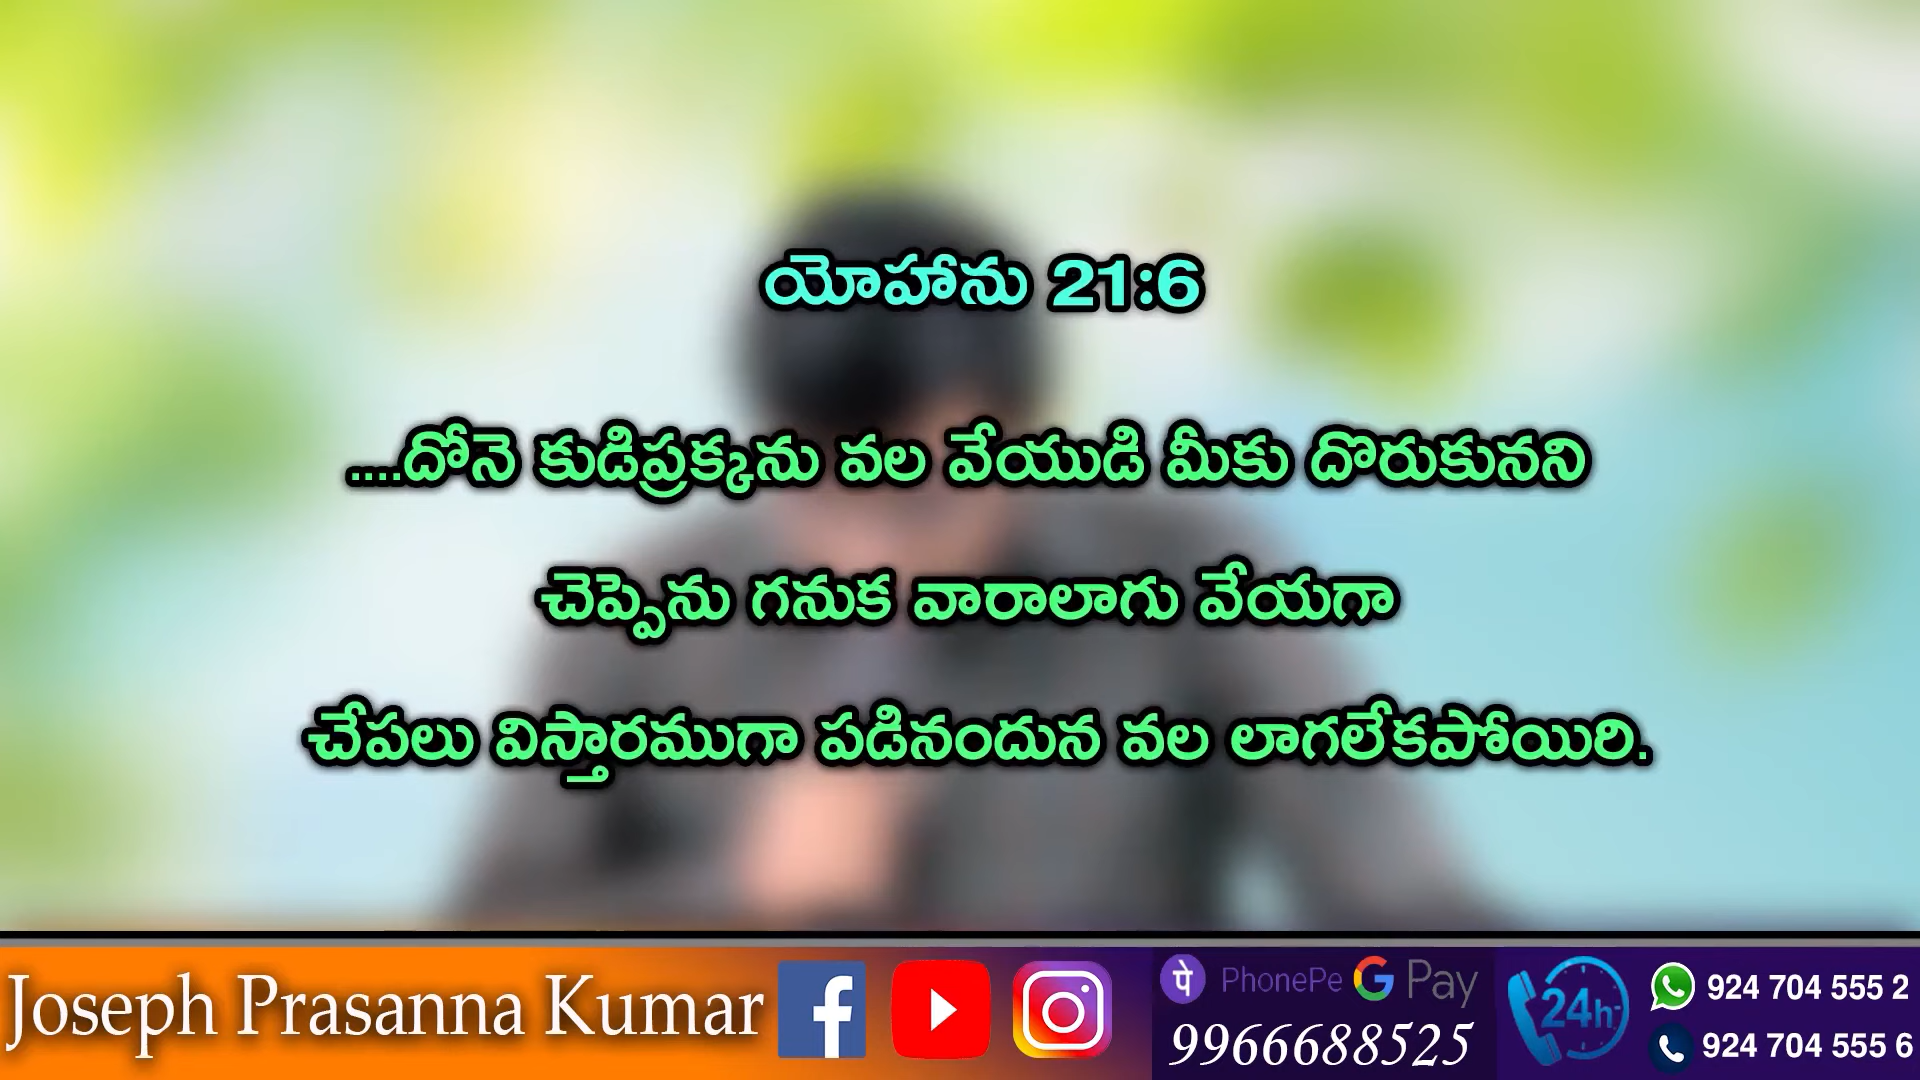 యోహాను 21:6
....దోనె కుడిప్రక్కను వల వేయుడి మీకు దొరుకునని
చెప్పెను గనుక వారాలాగు వేయగా
చేపలు విస్తారముగా పడినందున వల లాగలేకపోయిరి.
Joseph Prasanna Kumar
पे PhonePe G Pay
9966688525
24h
924 704 555 2
924 704 555 6